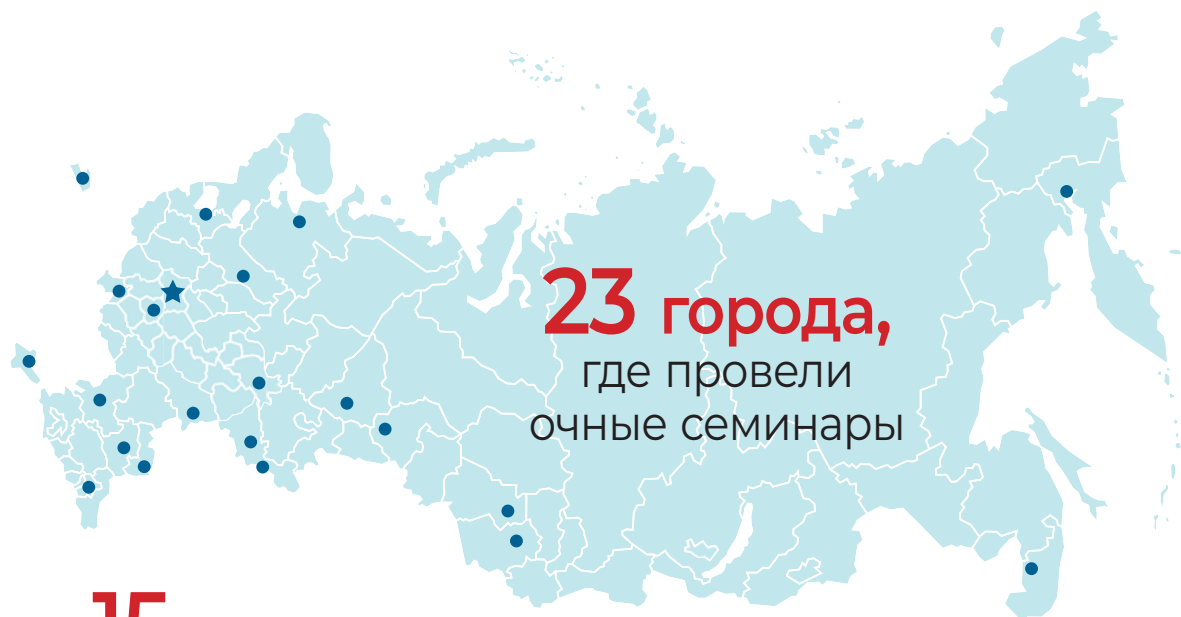 23 города,
где провели
очные семинары